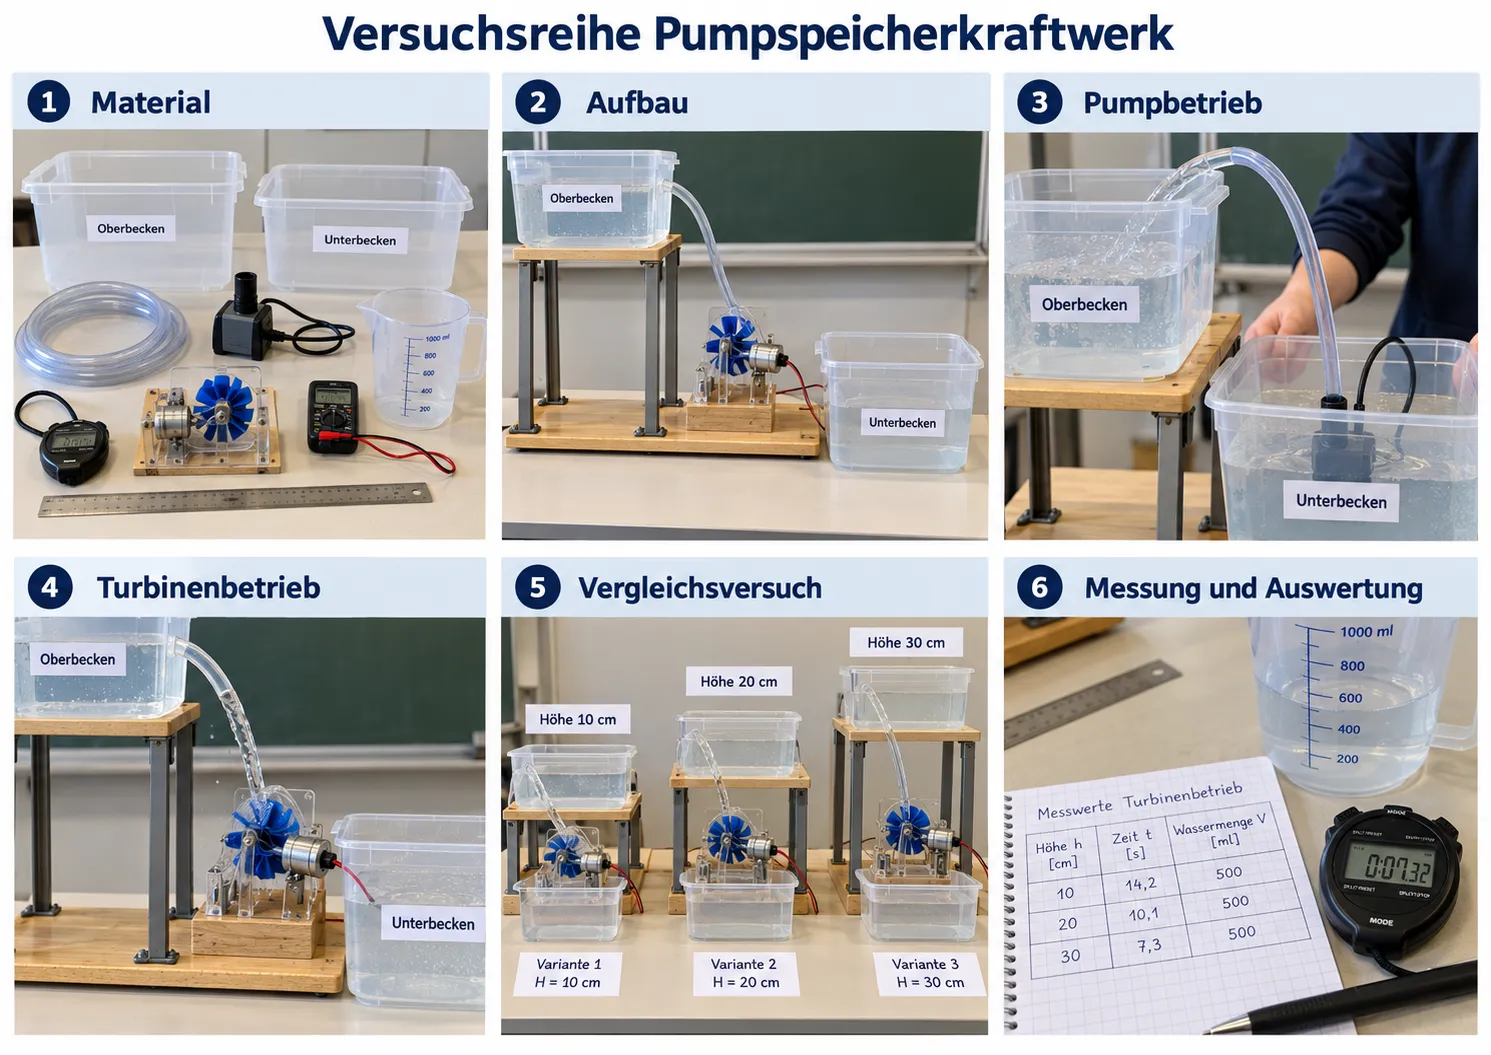 Versuchsreihe Pumpspeicherkraftwerk
1 Material
Oberbecken
Unterbecken
1000 ml
800
600
400
200
2 Aufbau
Oberbecken
Unterbecken
3 Pumpbetrieb
Oberbecken
Unterbecken
4 Turbinenbetrieb
Oberbecken
Unterbecken
5 Vergleichsversuch
Höhe 10 cm
Höhe 20 cm
Höhe 30 cm
Variante 1
H = 10 cm
Variante 2
H = 20 cm
Variante 3
H = 30 cm
6 Messung und Auswertung
1000 ml
800
600
400
200
Messwerte Turbinenbetrieb
Höhe h [cm] Zeit t [s] Wassermenge V [ml]
10 14,2 500
20 10,1 500
30 7,3 500
0:07.32
MODE